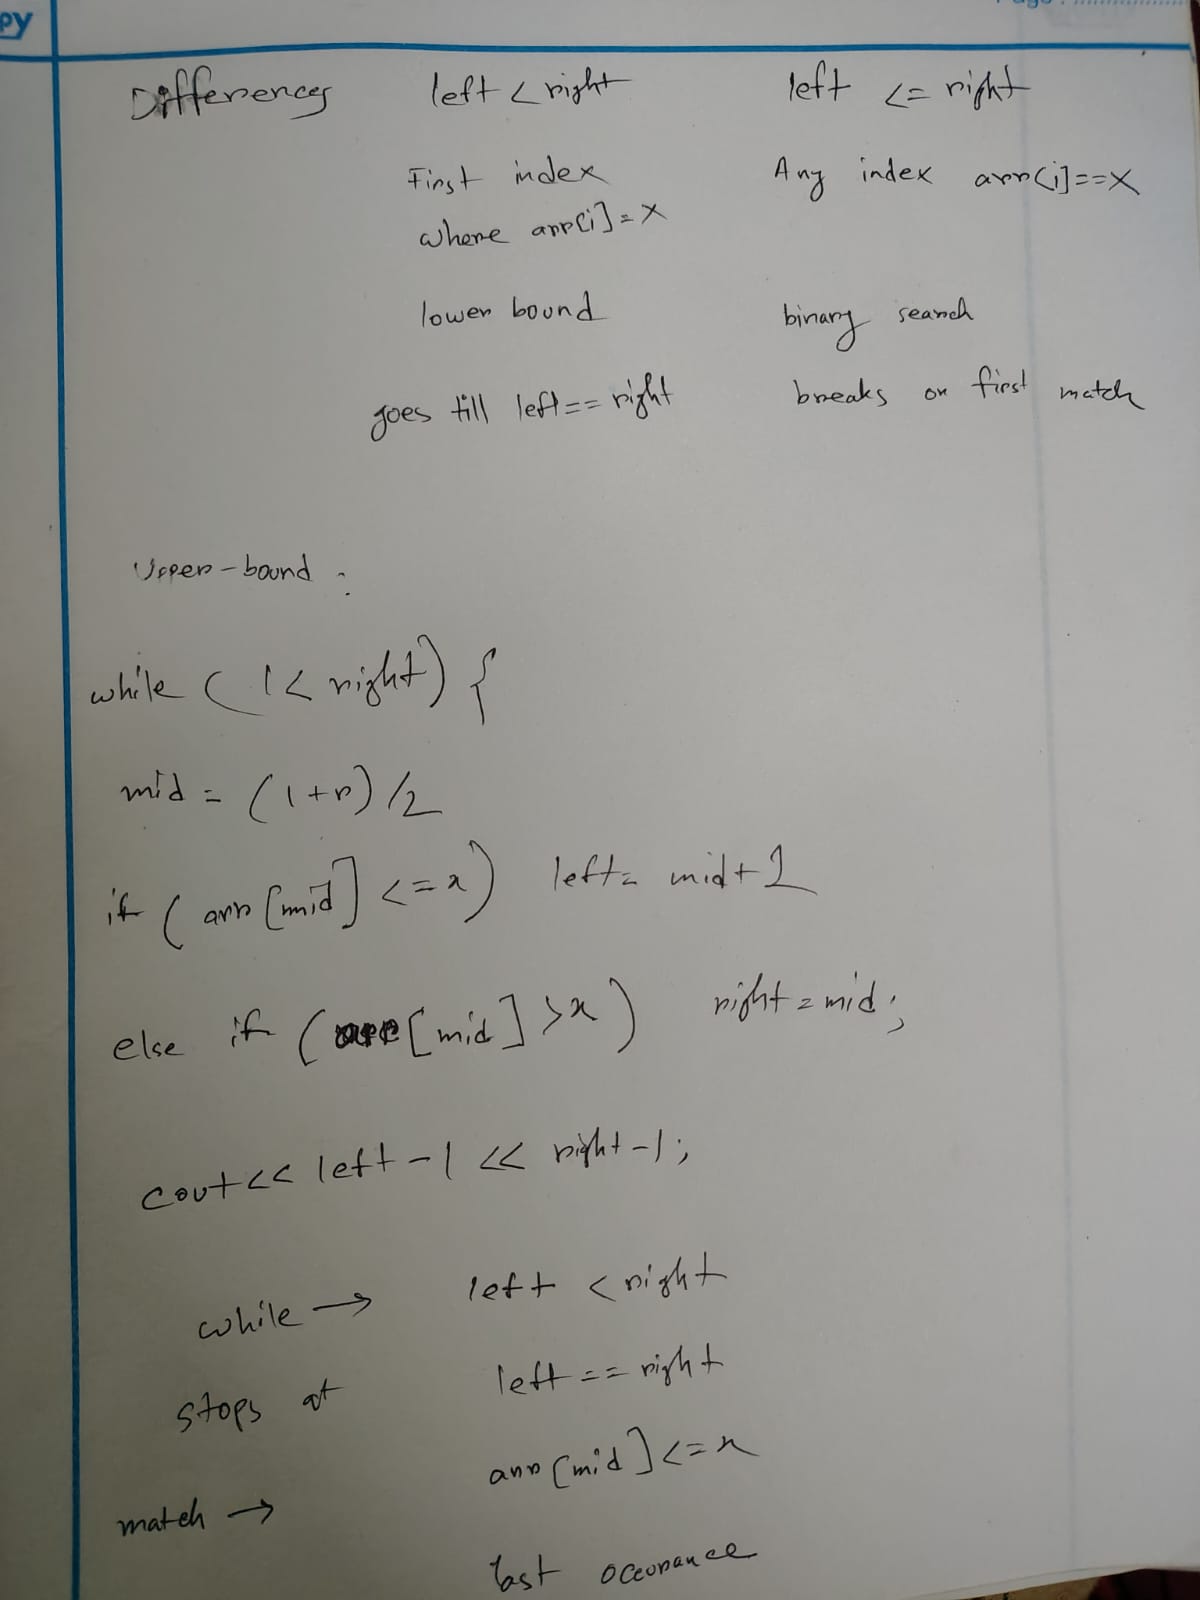 PY
Differences left < right left <= right
First index Any index arr[i]==X
where arr[i]=X
lower bound binary search
goes till left== right breaks on first match
Upper-bound :
while ( l < right) {
mid = (l+r)/2
if ( arr [mid] <=x) left= mid+1
else if (arr [mid] >x) right = mid;
cout<< left-1 << right-1;
while → left < right
stops at left == right
match → arr [mid] <= x
last occurance